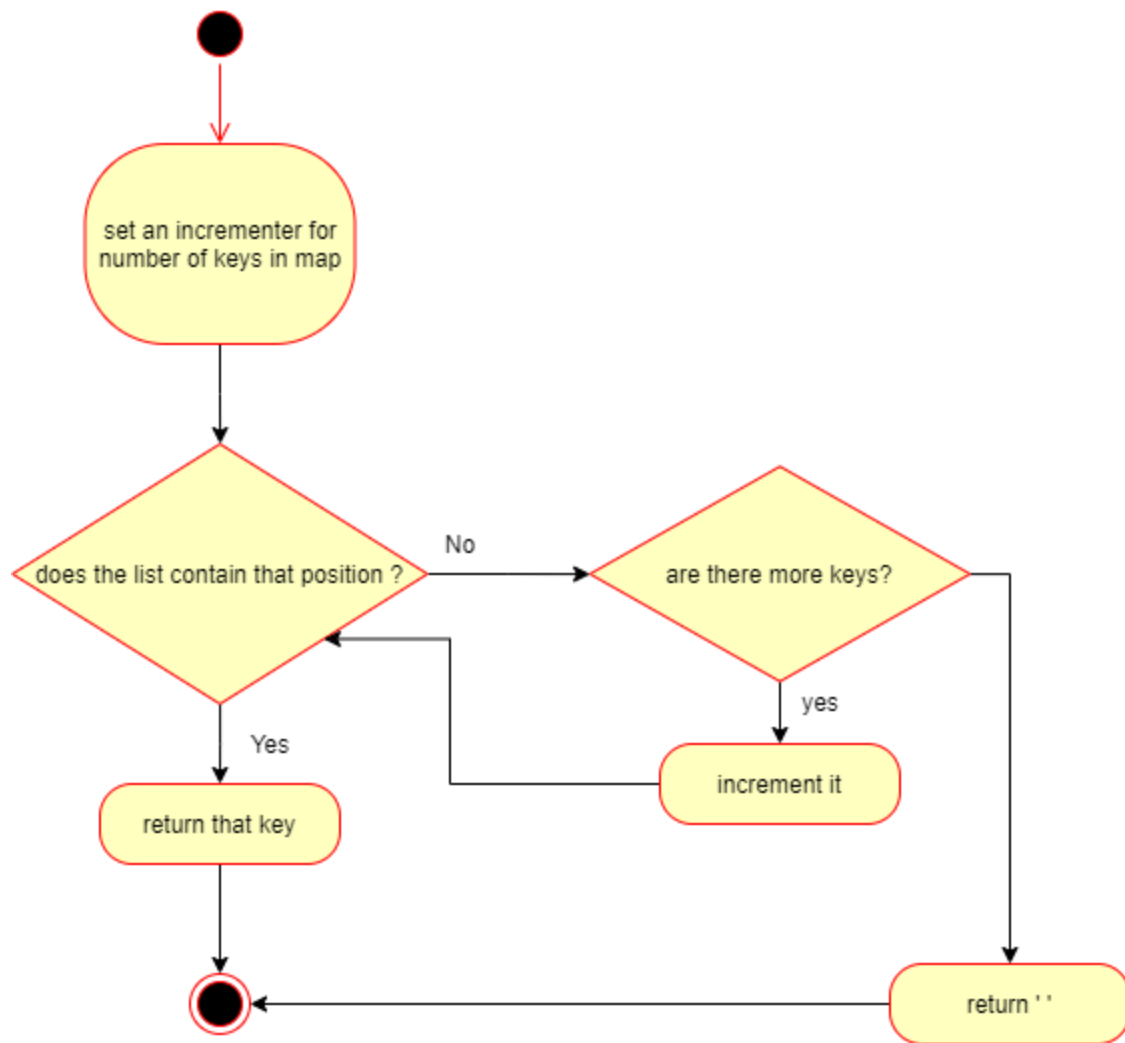 set an incrementer for
number of keys in map
does the list contain that position ?
No
are there more keys?
yes
Yes
increment it
return that key
return ' '